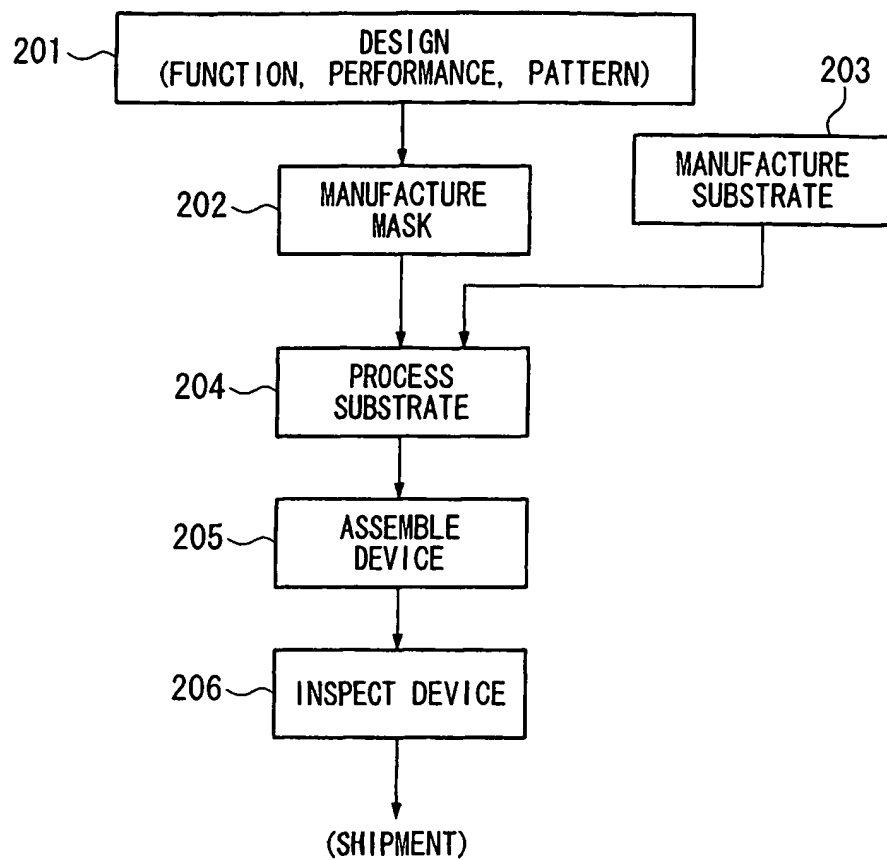 201
DESIGN
(FUNCTION, PERFORMANCE, PATTERN)
203
MANUFACTURE
SUBSTRATE
202
MANUFACTURE
MASK
204
PROCESS
SUBSTRATE
205
ASSEMBLE
DEVICE
206
INSPECT DEVICE
(SHIPMENT)